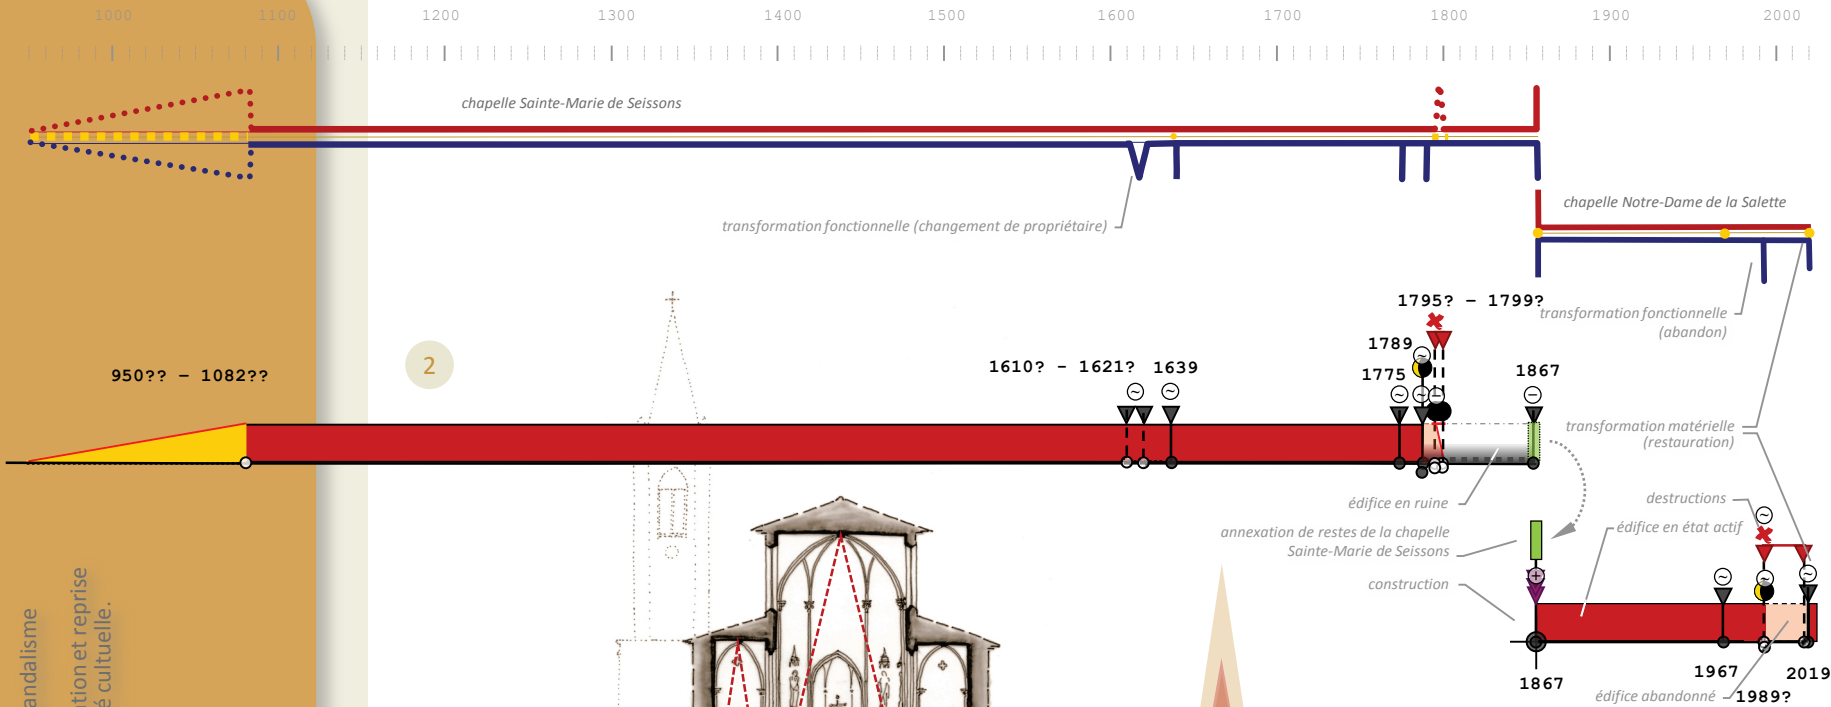 1000 1100 1200 1300 1400 1500 1600 1700 1800 1900 2000
chapelle Sainte-Marie de Seissons
chapelle Notre-Dame de la Salette
transformation fonctionnelle (changement de propriétaire)
1795? – 1799?
transformation fonctionnelle
(abandon)
1789
2
1610? – 1621? 1639
1775
1867
950?? – 1082??
transformation matérielle
(restauration)
édifice en ruine
destructions
édifice en état actif
annexation de restes de la chapelle
Sainte-Marie de Seissons
construction
1867
1967
2019
édifice abandonné
1989?
andalisme
tion et reprise
é culturelle.